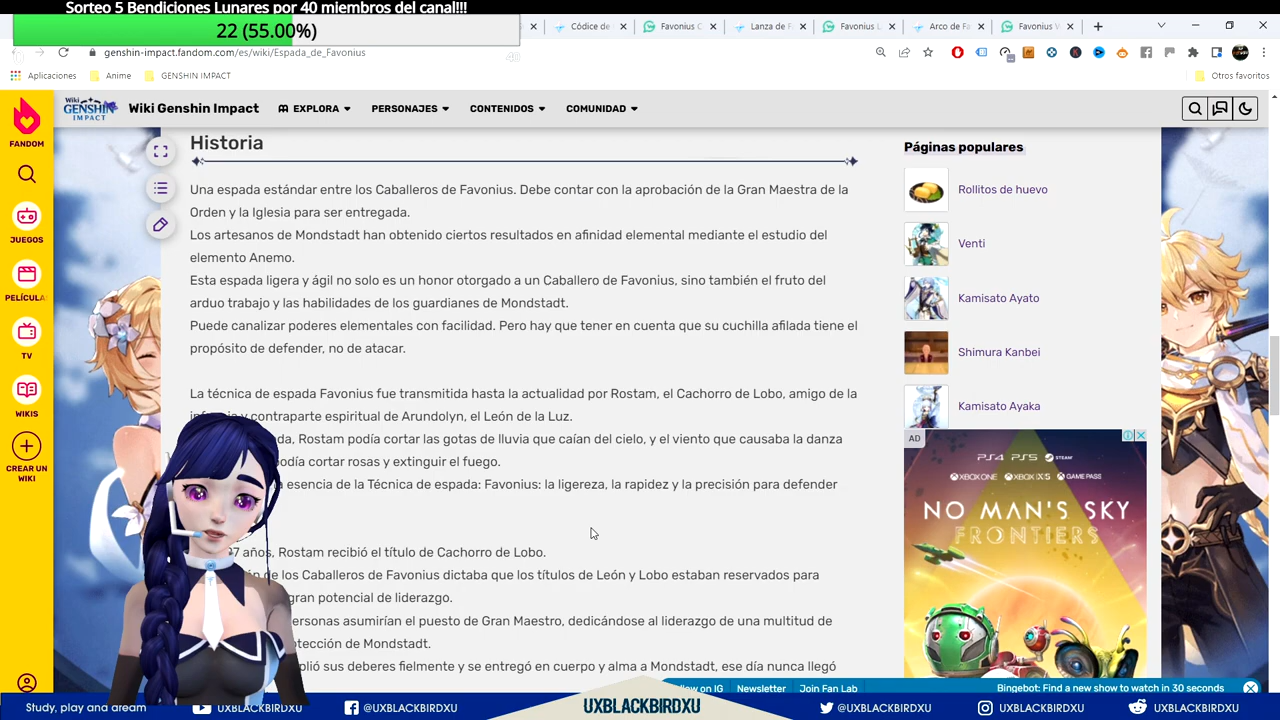 Sorteo 5 Bendiciones Lunares por 40 miembros del canal!!!
22 (55.00%)
Códice de
Favonius C
Lanza de F
Favonius L
Arco de Fa
Favonius V
genshin-impact.fandom.com/es/wiki/Espada_de_Favonius
Aplicaciones
Anime
GENSHIN IMPACT
Otros favoritos
FANDOM
JUEGOS
PELÍCULA
TV
WIKIS
CREAR UN
WIKI
Wiki GENSHIN IMPACT
Wiki Genshin Impact
EXPLORA
PERSONAJES
CONTENIDOS
COMUNIDAD
Historia
Una espada estándar entre los Caballeros de Favonius. Debe contar con la aprobación de la Gran Maestra de la
Orden y la Iglesia para ser entregada.
Los artesanos de Mondstadt han obtenido ciertos resultados en afinidad elemental mediante el estudio del
elemento Anemo.
Esta espada ligera y ágil no solo es un honor otorgado a un Caballero de Favonius, sino también el fruto del
arduo trabajo y las habilidades de los guardianes de Mondstadt.
Puede canalizar poderes elementales con facilidad. Pero hay que tener en cuenta que su cuchilla afilada tiene el
propósito de defender, no de atacar.
La técnica de espada Favonius fue transmitida hasta la actualidad por Rostam, el Cachorro de Lobo, amigo de la
y contraparte espiritual de Arundolyn, el León de la Luz.
Rostam podía cortar las gotas de lluvia que caían del cielo, y el viento que causaba la danza
podía cortar rosas y extinguir el fuego.
esencia de la Técnica de espada: Favonius: la ligereza, la rapidez y la precisión para defender
7 años, Rostam recibió el título de Cachorro de Lobo.
de los Caballeros de Favonius dictaba que los títulos de León y Lobo estaban reservados para
gran potencial de liderazgo.
personas asumirían el puesto de Gran Maestro, dedicándose al liderazgo de una multitud de
protección de Mondstadt.
sus deberes fielmente y se entregó en cuerpo y alma a Mondstadt, ese día nunca llegó
Páginas populares
Rollitos de huevo
Venti
Kamisato Ayato
Shimura Kanbei
Kamisato Ayaka
AD
PS4 PS5 STEAM
XBOX ONE XBOX SERIES X|S GAME PASS
NO MAN'S SKY
FRONTIERS
Follow on IG
Newsletter
Join Fan Lab
Bingebot: Find a new show to watch in 30 seconds
Study, play and dream
UXBLACKBIRDXU
@UXBLACKBIRDXU
UXBLACKBIRDXU
@UXBLACKBIRDXU
UXBLACKBIRDXU
UXBLACKBIRDXU